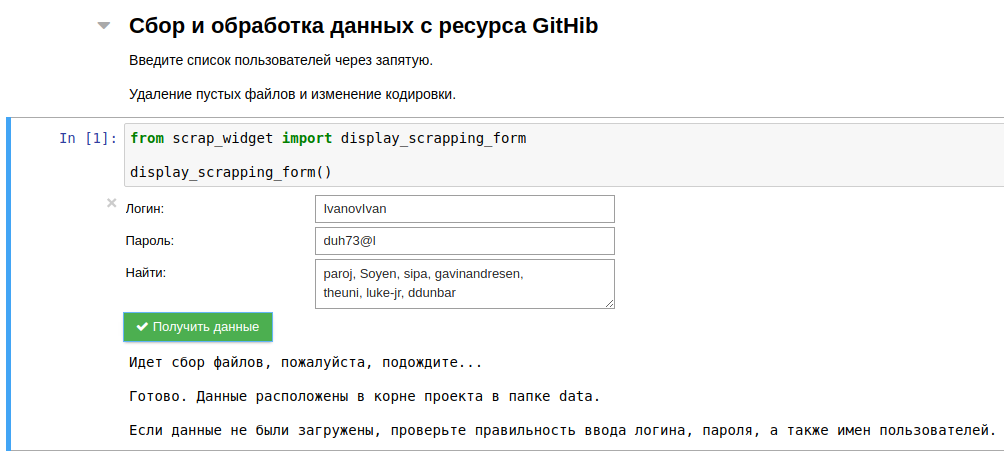 Сбор и обработка данных с ресурса GitHib
Введите список пользователей через запятую.
Удаление пустых файлов и изменение кодировки.
In [1]: from scrap_widget import display_scrapping_form
display_scrapping_form()
Логин: IvanovIvan
Пароль: duh73@l
Найти: paroj, Soyen, sipa, gavinandresen,
theuni, luke-jr, ddunbar
Получить данные
Идет сбор файлов, пожалуйста, подождите...
Готово. Данные расположены в корне проекта в папке data.
Если данные не были загружены, проверьте правильность ввода логина, пароля, а также имен пользователей.